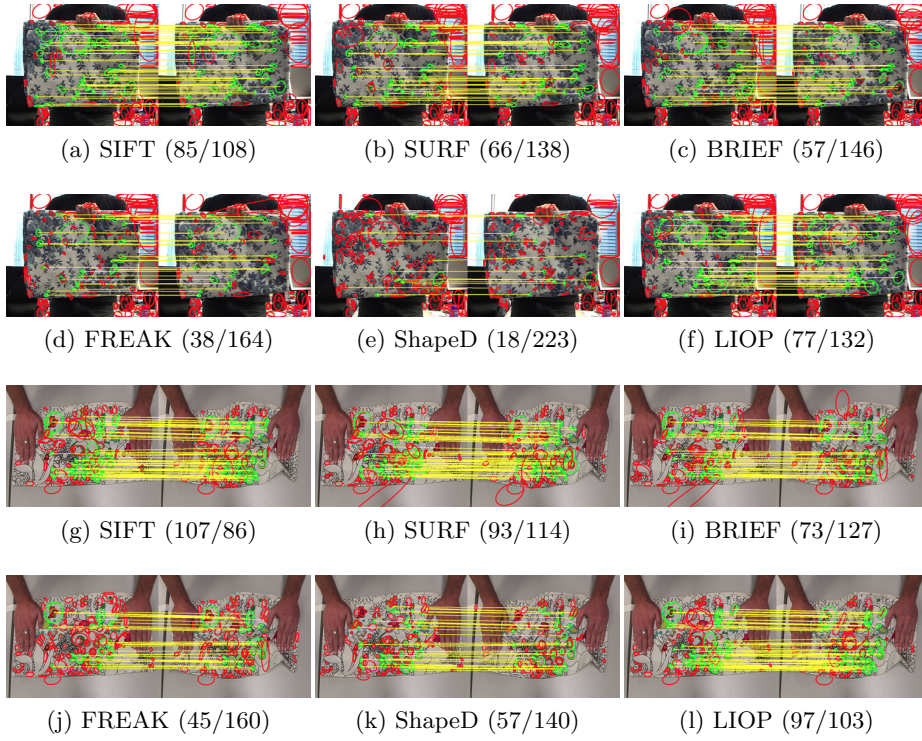 (a) SIFT (85/108)
(b) SURF (66/138)
(c) BRIEF (57/146)
(d) FREAK (38/164)
(e) ShapeD (18/223)
(f) LIOP (77/132)
(g) SIFT (107/86)
(h) SURF (93/114)
(i) BRIEF (73/127)
(j) FREAK (45/160)
(k) ShapeD (57/140)
(l) LIOP (97/103)